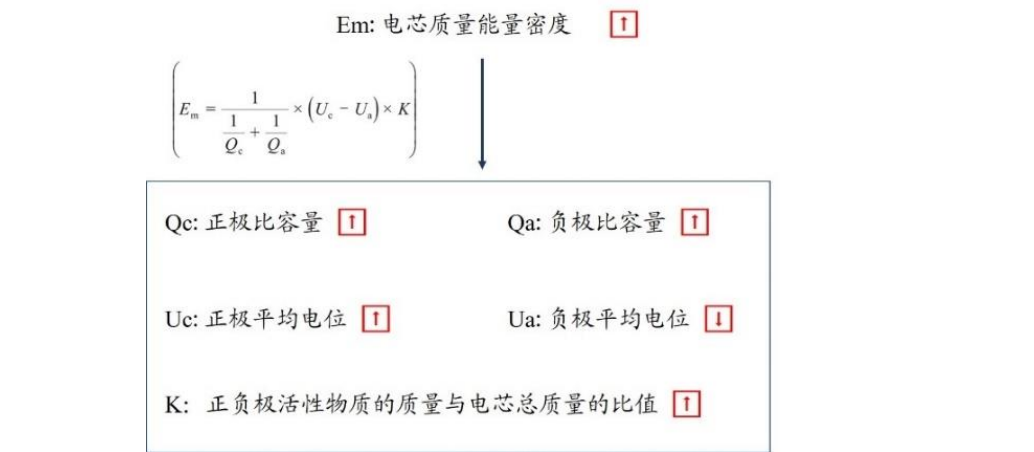 Em: 电芯质量能量密度 ↑
(E_m = \frac{1}{\frac{1}{Q_c} + \frac{1}{Q_a}} × (U_c − U_a) × K)
Qc: 正极比容量 ↑ Qa: 负极比容量 ↑
Uc: 正极平均电位 ↑ Ua: 负极平均电位 ↓
K: 正负极活性物质的质量与电芯总质量的比值 ↑